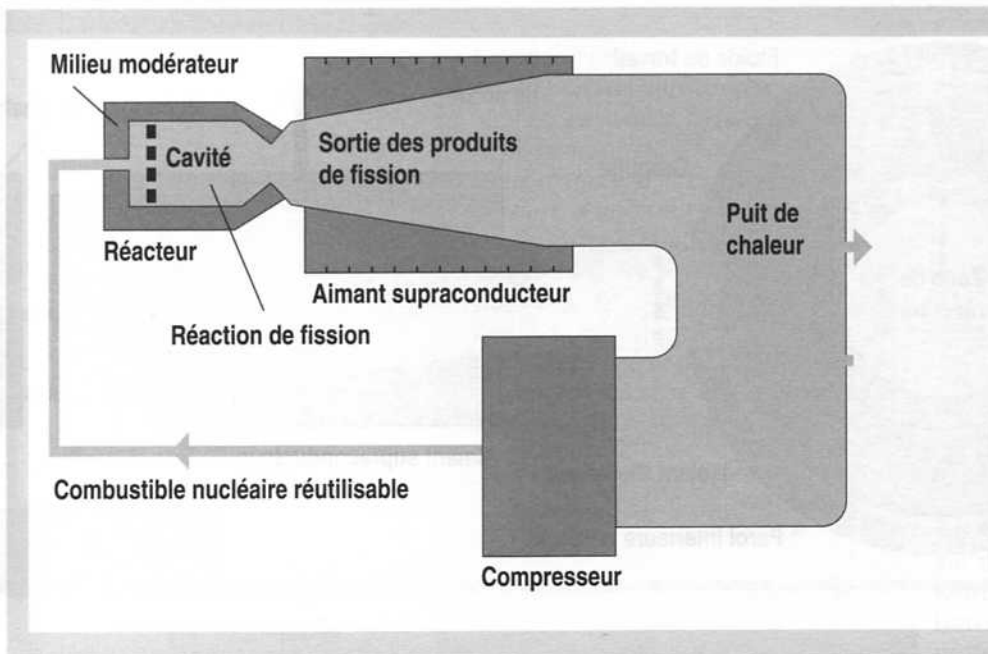 Milieu modérateur
Cavité
Sortie des produits
de fission
Puit de
chaleur
Réacteur
Aimant supraconducteur
Réaction de fission
Combustible nucléaire réutilisable
Compresseur